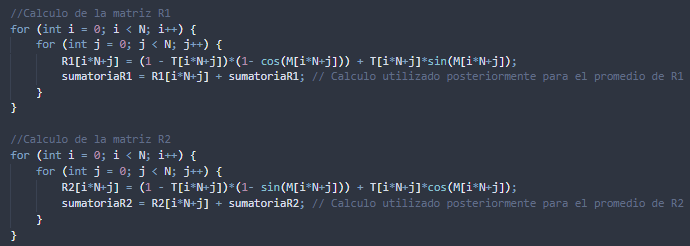 //Calculo de la matriz R1
for (int i = 0; i < N; i++) {
    for (int j = 0; j < N; j++) {
        R1[i*N+j] = (1 - T[i*N+j])*(1- cos(M[i*N+j])) + T[i*N+j]*sin(M[i*N+j]);
        sumatoriaR1 = R1[i*N+j] + sumatoriaR1; // Calculo utilizado posteriormente para el promedio de R1
    }
}

//Calculo de la matriz R2
for (int i = 0; i < N; i++) {
    for (int j = 0; j < N; j++) {
        R2[i*N+j] = (1 - T[i*N+j])*(1- sin(M[i*N+j])) + T[i*N+j]*cos(M[i*N+j]);
        sumatoriaR2 = R2[i*N+j] + sumatoriaR2; // Calculo utilizado posteriormente para el promedio de R2
    }
}